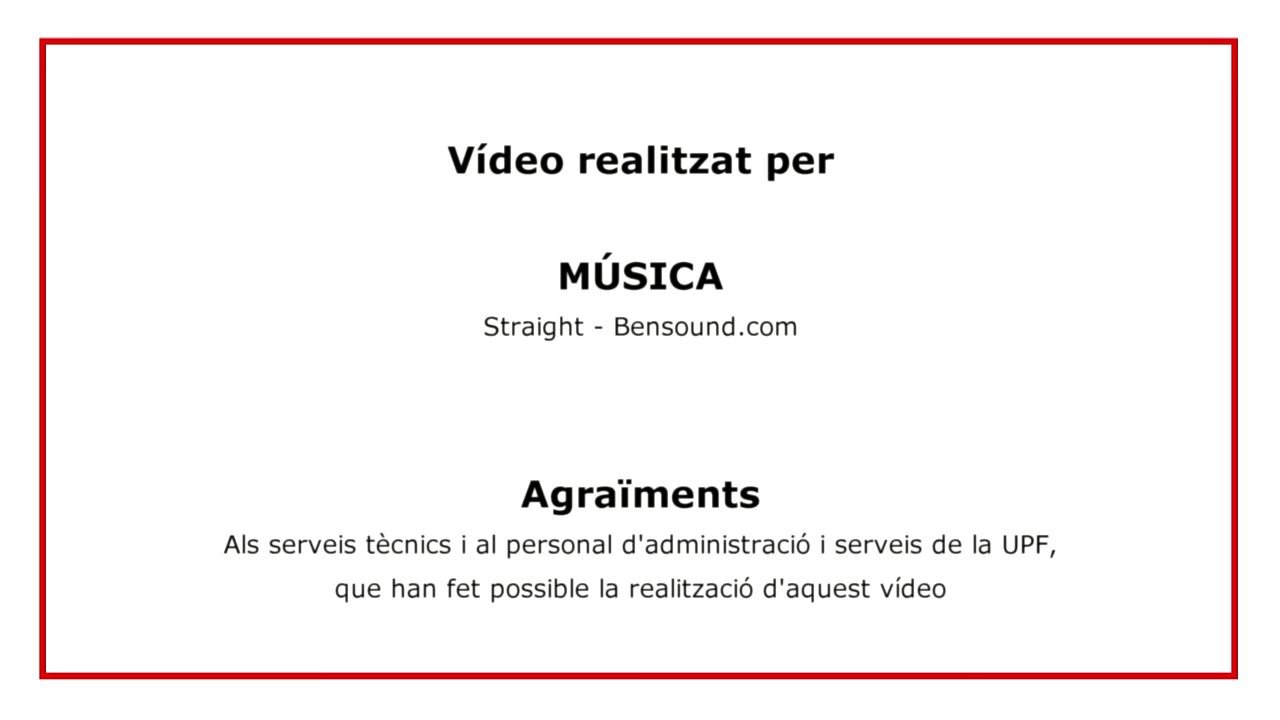 Vídeo realitzat per
MÚSICA
Straight - Bensound.com
Agraïments
Als serveis tècnics i al personal d'administració i serveis de la UPF,
que han fet possible la realització d'aquest vídeo